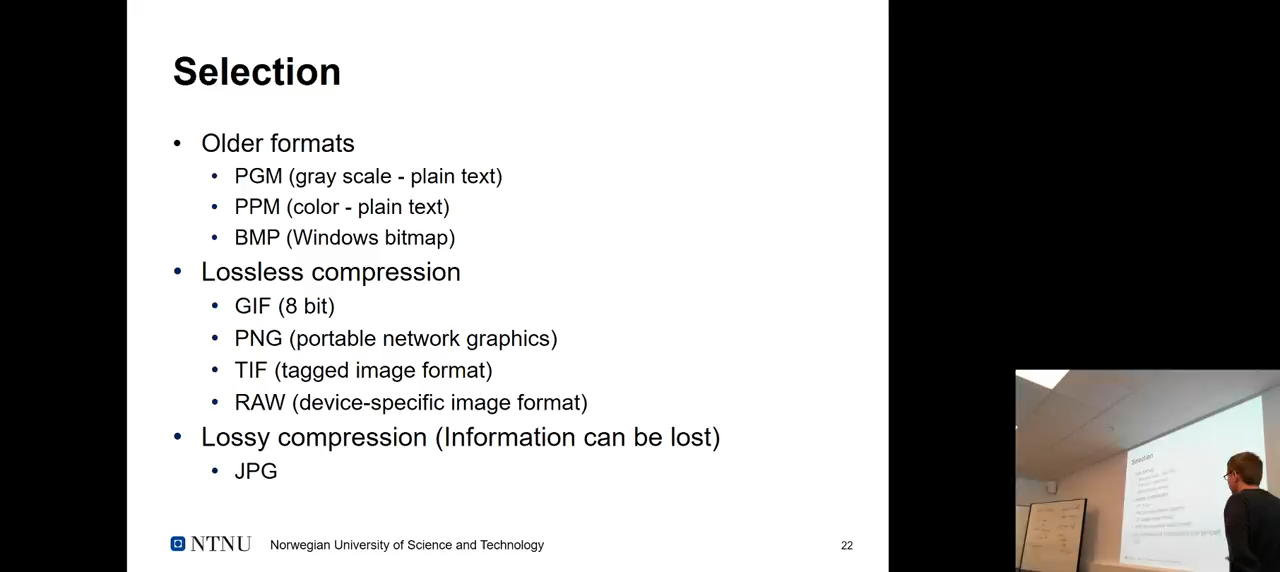 Selection
• Older formats
• PGM (gray scale - plain text)
• PPM (color - plain text)
• BMP (Windows bitmap)
• Lossless compression
• GIF (8 bit)
• PNG (portable network graphics)
• TIF (tagged image format)
• RAW (device-specific image format)
• Lossy compression (Information can be lost)
• JPG
NTNU Norwegian University of Science and Technology 22
Selection